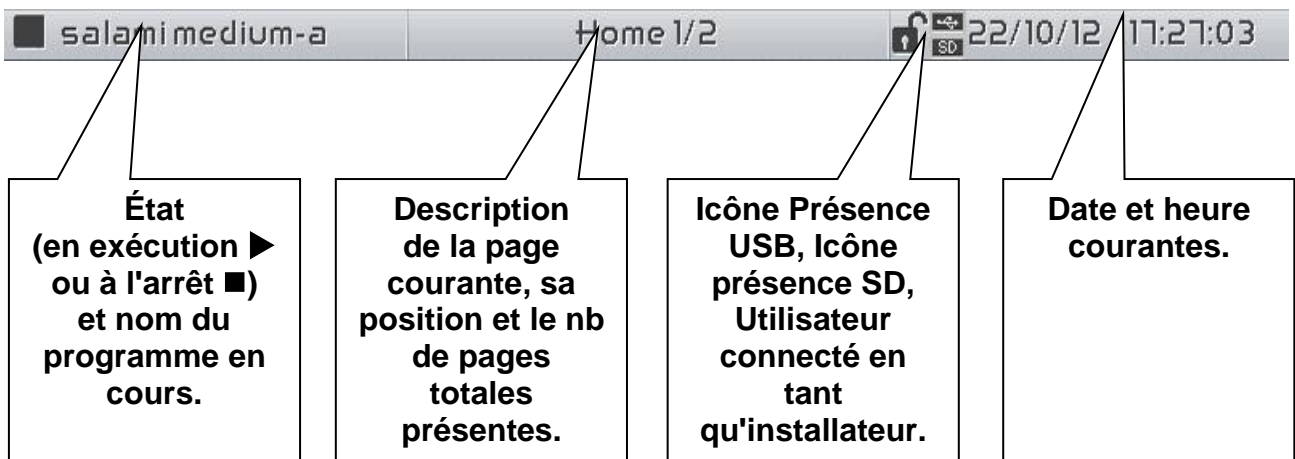 salami medium-a Home 1/2 SD 22/10/12 17:27:03
État
(en exécution ▶
ou à l'arrêt ■)
et nom du
programme en
cours.
Description
de la page
courante, sa
position et le nb
de pages
totales
présentes.
Icône Présence
USB, Icône
présence SD,
Utilisateur
connecté en
tant
qu'installateur.
Date et heure
courantes.